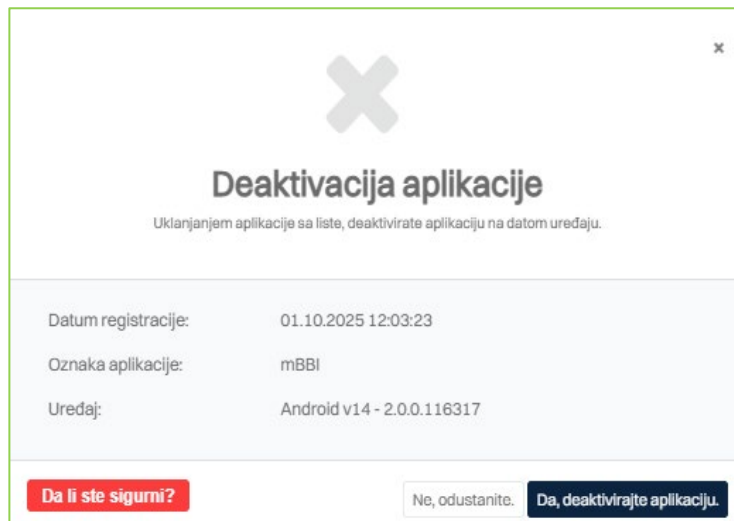 Deaktivacija aplikacije
Uklanjanjem aplikacije sa liste, deaktivirate aplikaciju na datom uređaju.
Datum registracije: 01.10.2025 12:03:23
Oznaka aplikacije: mBBI
Uređaj: Android v14 - 2.0.0.116317
Da li ste sigurni? Ne, odustanite. Da, deaktivirajte aplikaciju.